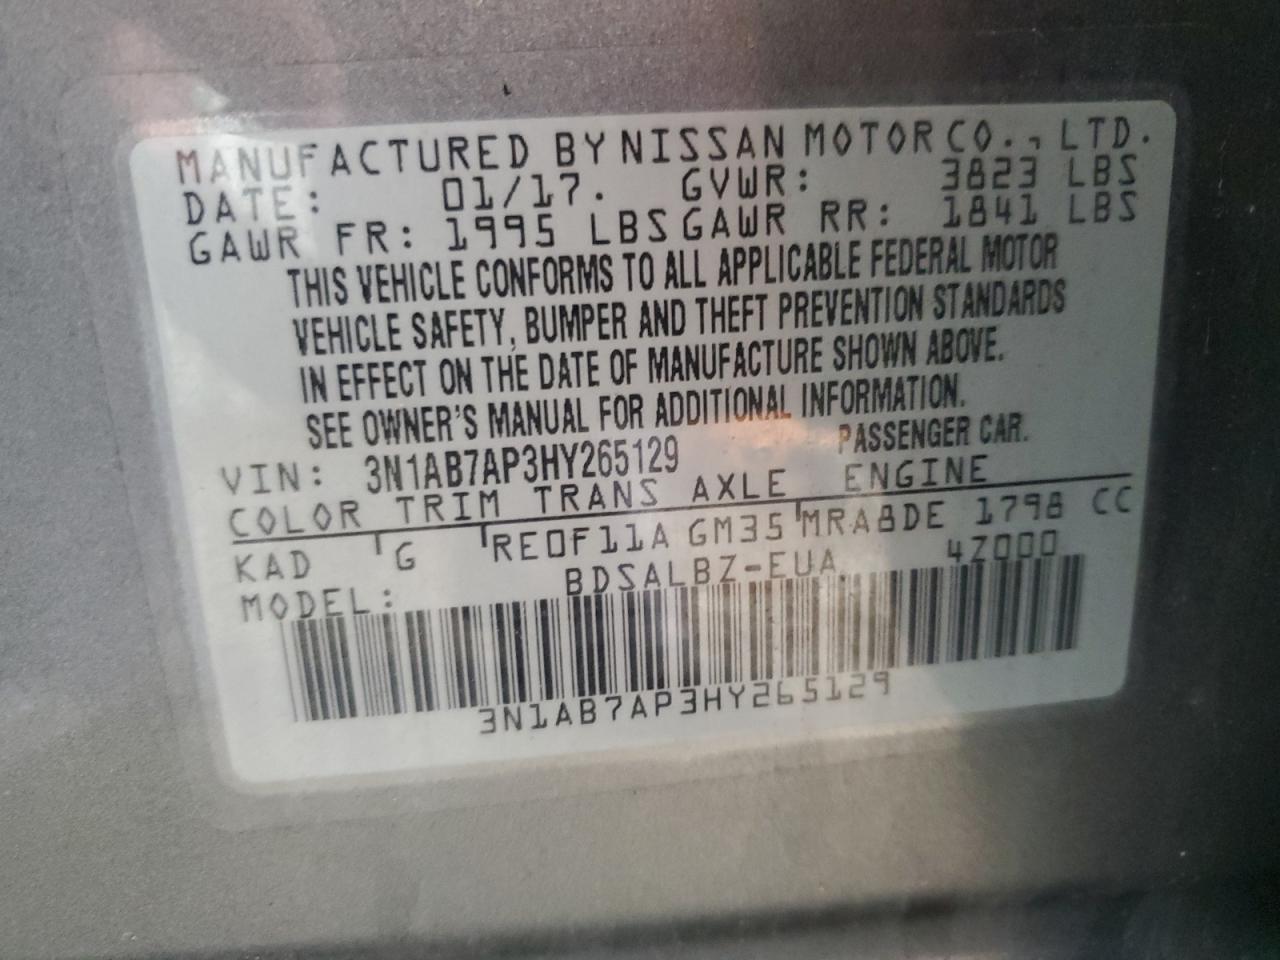 MANUFACTURED BY NISSAN MOTOR CO., LTD.
DATE: 01/17. GVWR: 3823 LBS
GAWR FR: 1995 LBS GAWR RR: 1841 LBS
THIS VEHICLE CONFORMS TO ALL APPLICABLE FEDERAL MOTOR
VEHICLE SAFETY, BUMPER AND THEFT PREVENTION STANDARDS
IN EFFECT ON THE DATE OF MANUFACTURE SHOWN ABOVE.
SEE OWNER'S MANUAL FOR ADDITIONAL INFORMATION.
VIN: 3N1AB7AP3HY265129 PASSENGER CAR.
COLOR TRIM TRANS AXLE ENGINE
KAD G RE0F11A GM35 MRA8DE 1798 CC
MODEL: BDSALBZ-EUA 4Z000
3N1AB7AP3HY265129